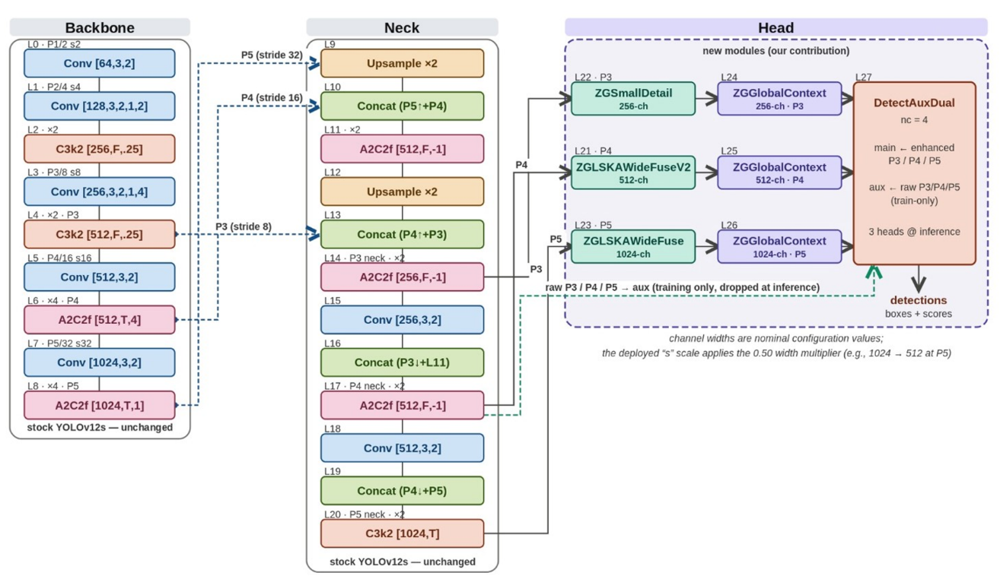 Backbone
L0 · P1/2 s2
Conv [64,3,2]
L1 · P2/4 s4
Conv [128,3,2,1,2]
L2 · ×2
C3k2 [256,F,.25]
L3 · P3/8 s8
Conv [256,3,2,1,4]
L4 · ×2 · P3
C3k2 [512,F,.25]
L5 · P4/16 s16
Conv [512,3,2]
L6 · ×4 · P4
A2C2f [512,T,4]
L7 · P5/32 s32
Conv [1024,3,2]
L8 · ×4 · P5
A2C2f [1024,T,1]
stock YOLOv12s — unchanged
P5 (stride 32)
P4 (stride 16)
P3 (stride 8)
Neck
L9
Upsample ×2
L10
Concat (P5↑+P4)
L11 · ×2
A2C2f [512,F,-1]
L12
Upsample ×2
L13
Concat (P4↑+P3)
L14 · P3 neck · ×2
A2C2f [256,F,-1]
L15
Conv [256,3,2]
L16
Concat (P3↓+L11)
L17 · P4 neck · ×2
A2C2f [512,F,-1]
L18
Conv [512,3,2]
L19
Concat (P4↓+P5)
L20 · P5 neck · ×2
C3k2 [1024,T]
stock YOLOv12s — unchanged
P4
P5
P3
Head
new modules (our contribution)
L22 · P3
ZGSmallDetail
256-ch
L24
ZGGlobalContext
256-ch · P3
L21 · P4
ZGLSKAWideFuseV2
512-ch
L25
ZGGlobalContext
512-ch · P4
L23 · P5
ZGLSKAWideFuse
1024-ch
L26
ZGGlobalContext
1024-ch · P5
L27
DetectAuxDual
nc = 4
main ← enhanced
P3 / P4 / P5
aux ← raw P3/P4/P5
(train-only)
3 heads @ inference
raw P3 / P4 / P5 → aux (training only, dropped at inference)
detections
boxes + scores
channel widths are nominal configuration values;
the deployed “s” scale applies the 0.50 width multiplier (e.g., 1024 → 512 at P5)